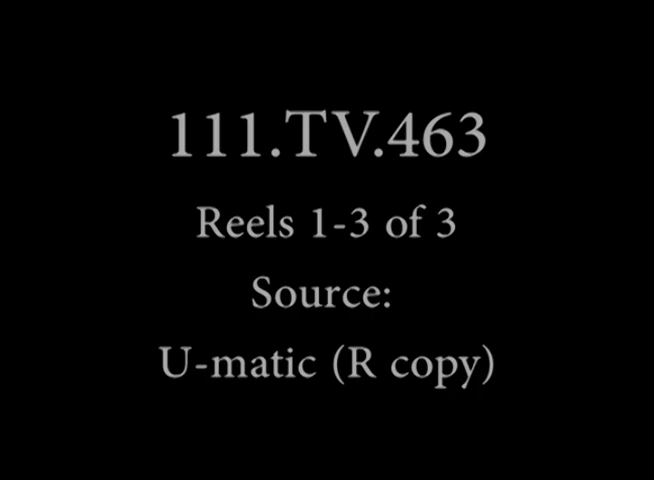 111.TV.463
Reels 1-3 of 3
Source:
U-matic (R copy)